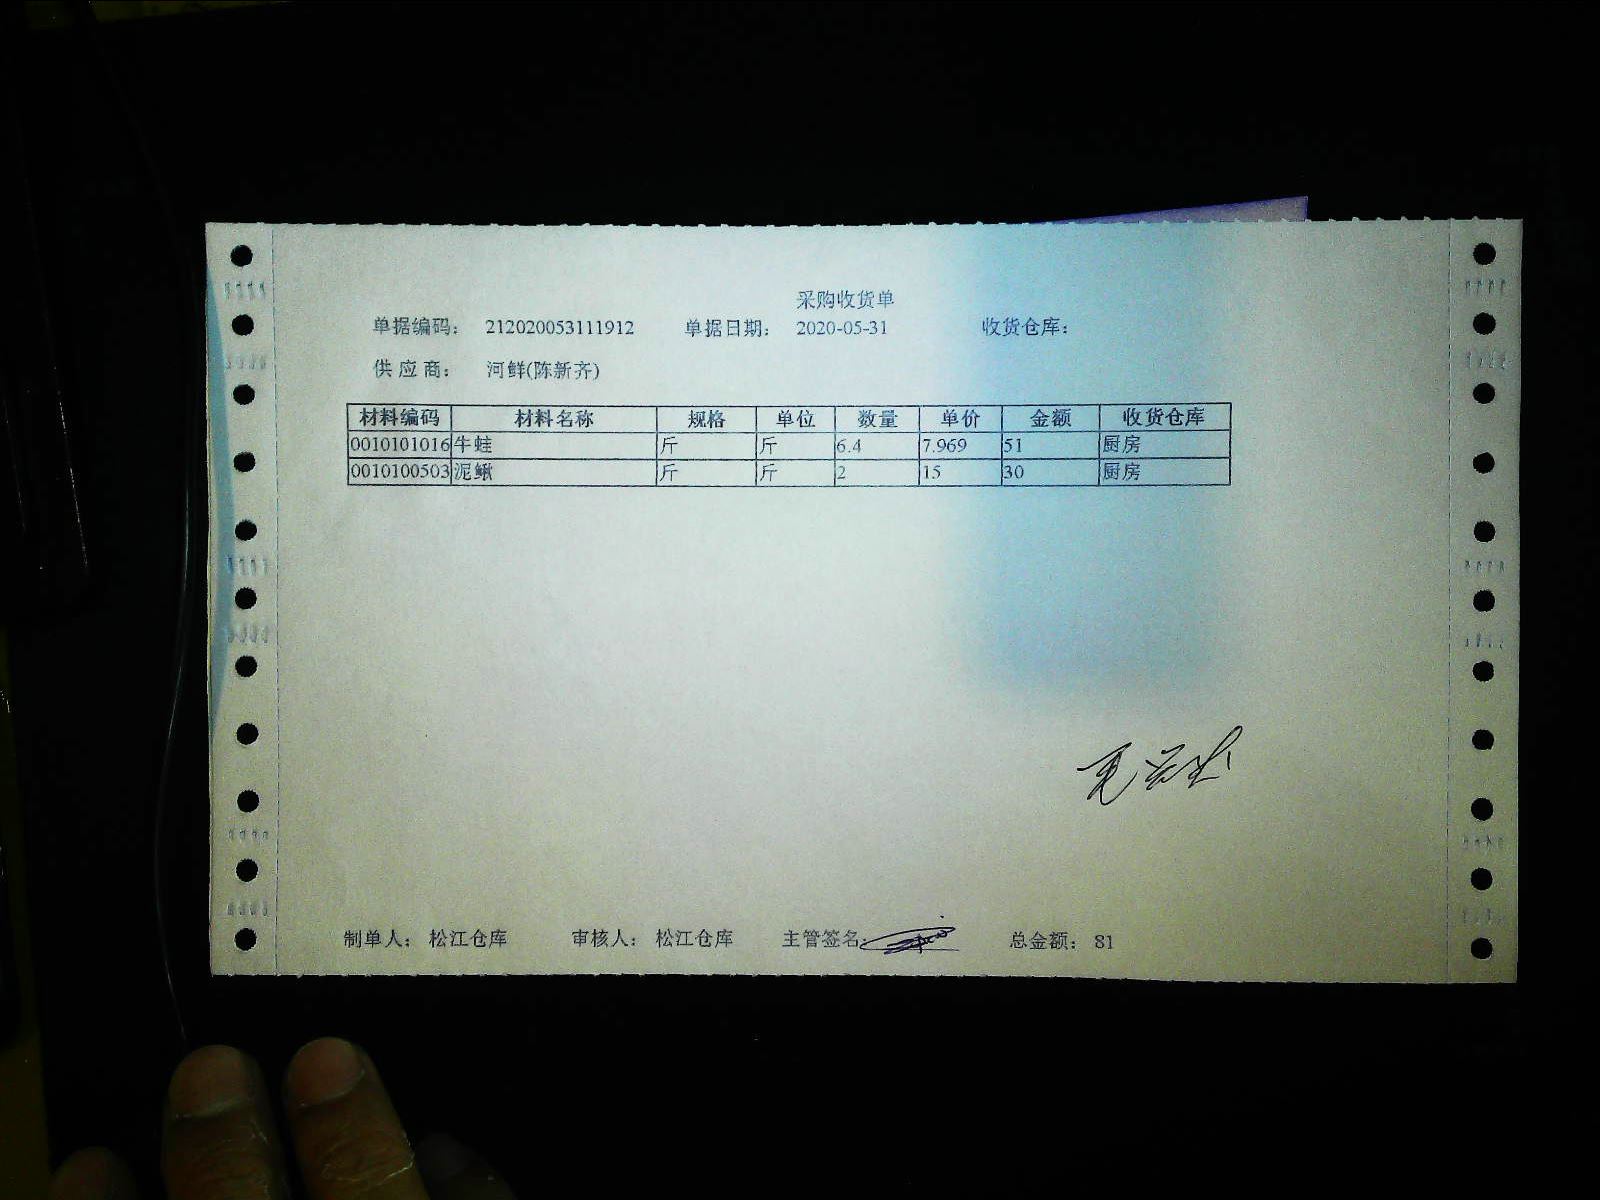 采购收货单
单据编码： 212020053111912 单据日期： 2020-05-31 收货仓库：
供 应 商： 河鲜(陈新齐)
材料编码 材料名称 规格 单位 数量 单价 金额 收货仓库
0010101016 牛蛙 斤 斤 6.4 7.969 51 厨房
0010100503 泥鳅 斤 斤 2 15 30 厨房
制单人： 松江仓库 审核人： 松江仓库 主管签名： 总金额： 81